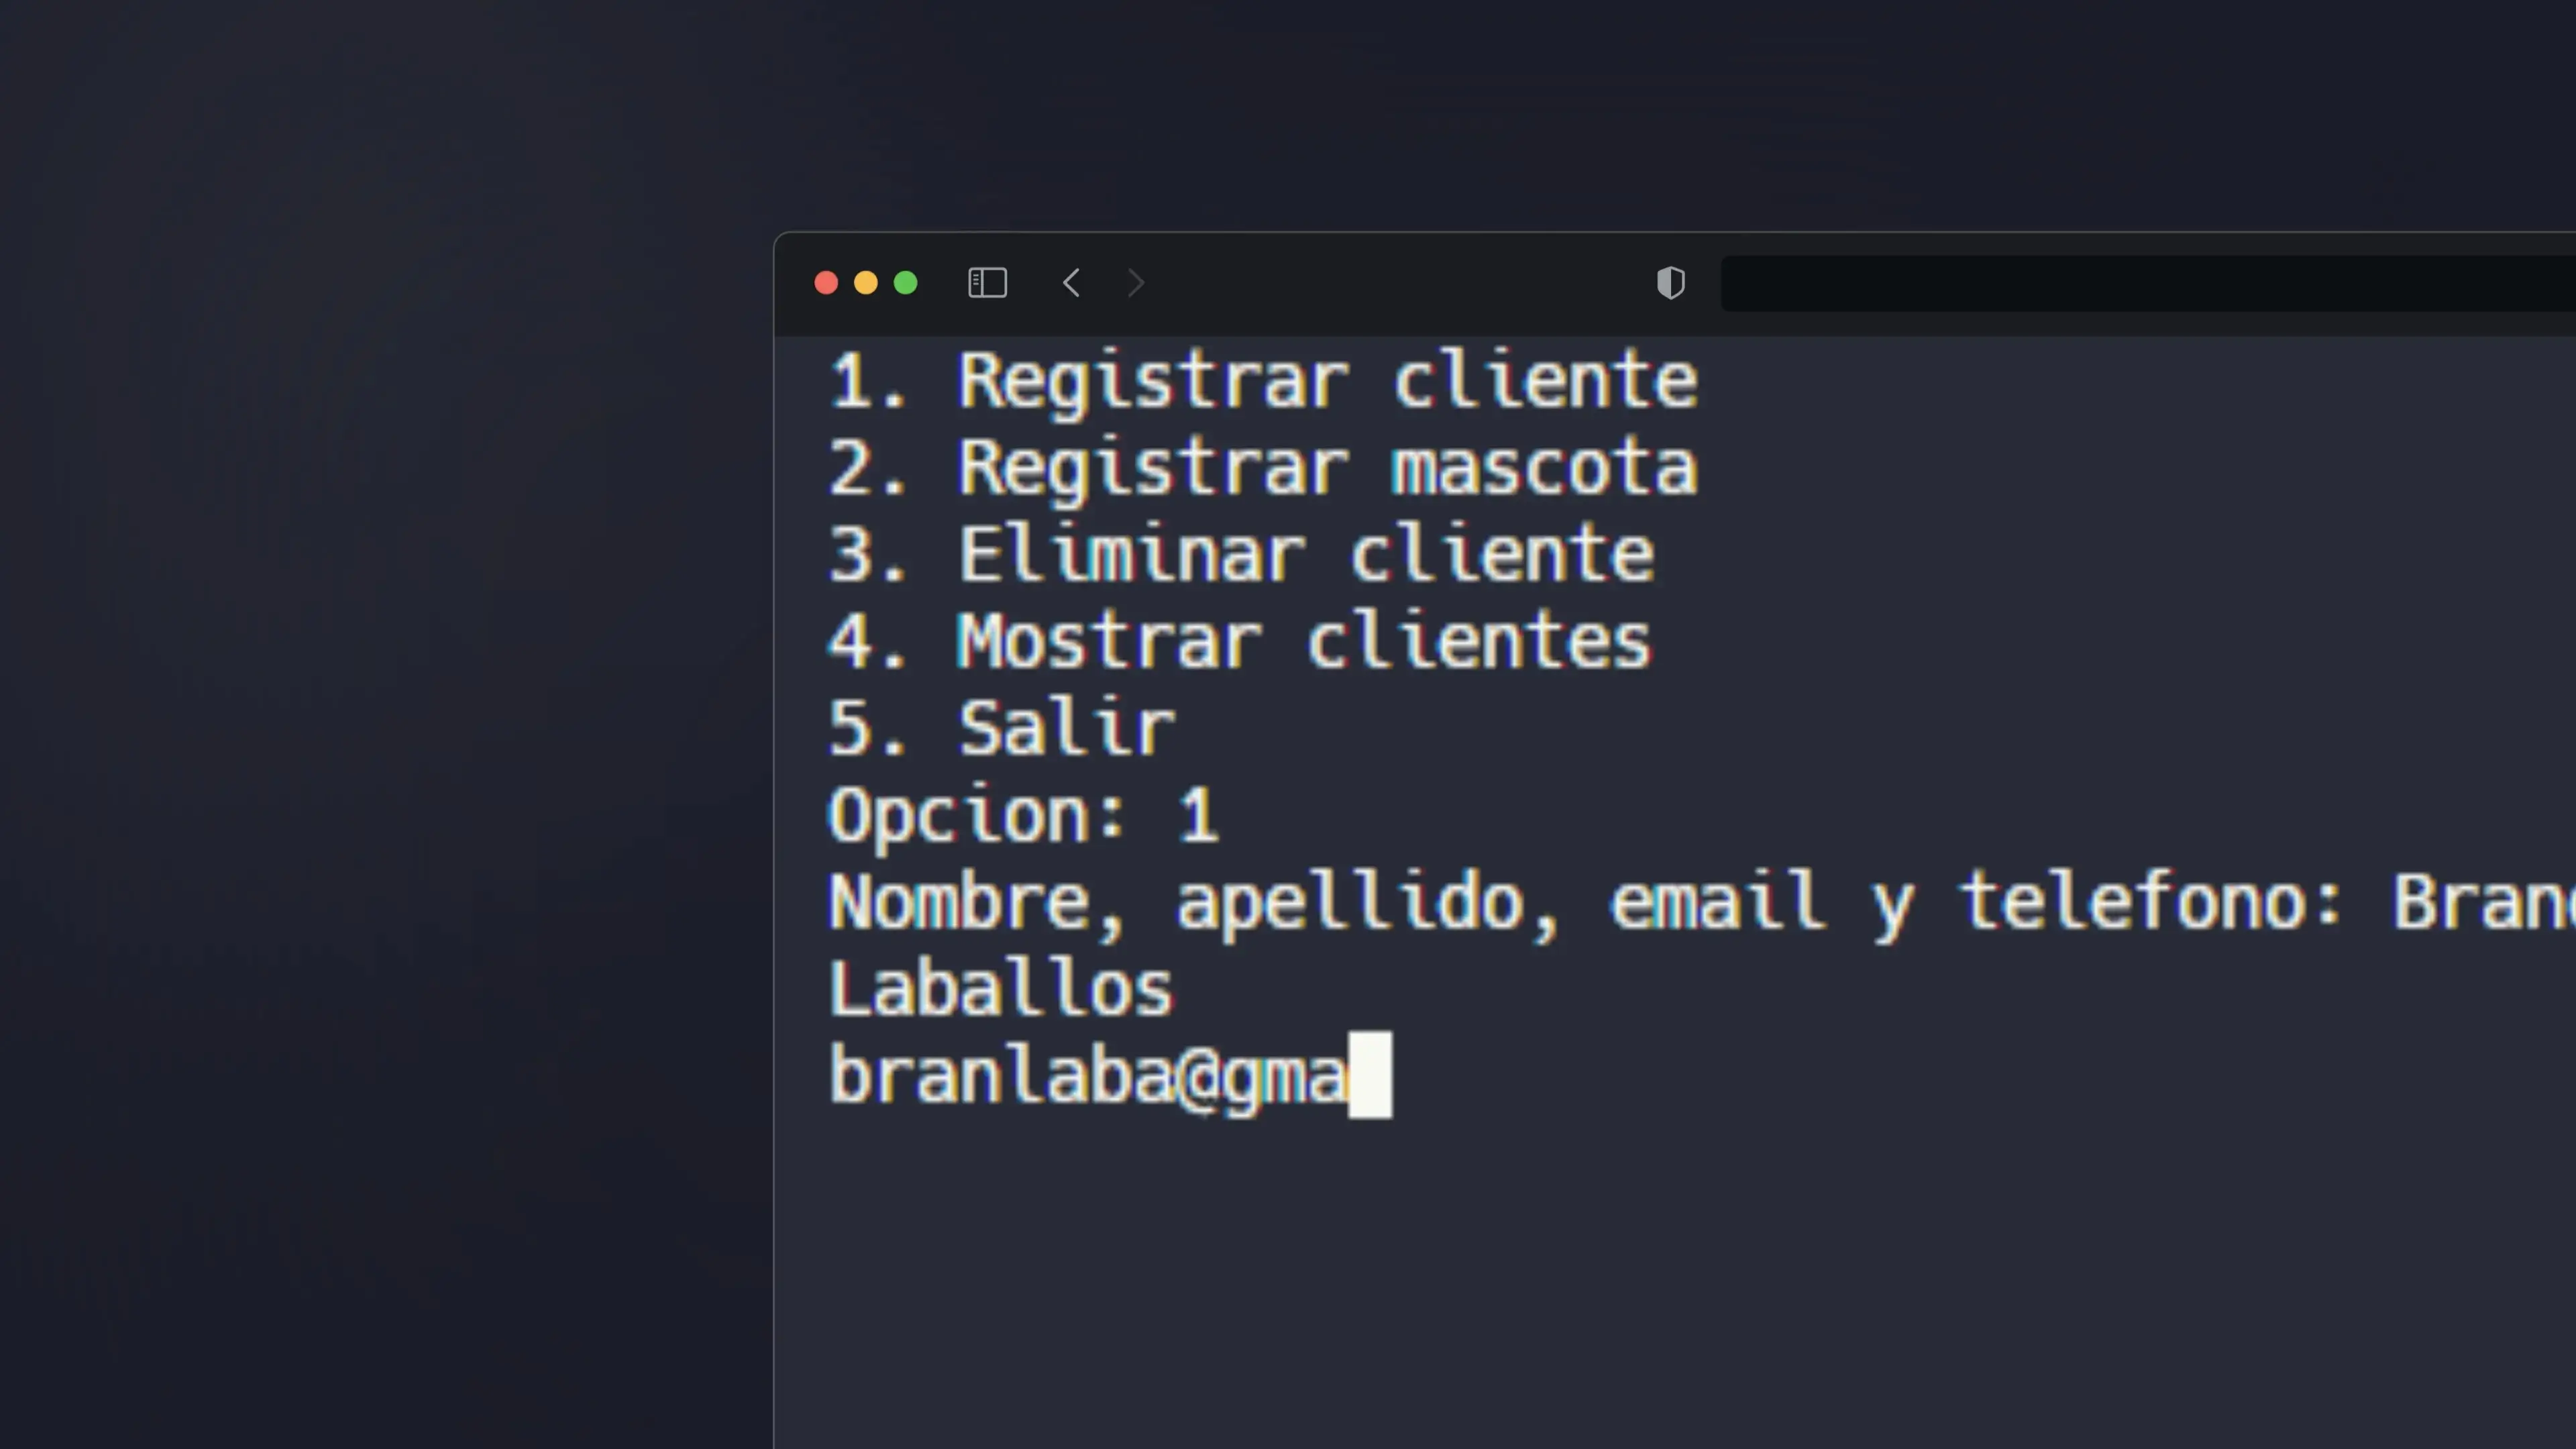 1. Registrar cliente
2. Registrar mascota
3. Eliminar cliente
4. Mostrar clientes
5. Salir
Opcion: 1
Nombre, apellido, email y telefono: Bran
Laballos
branlaba@gma